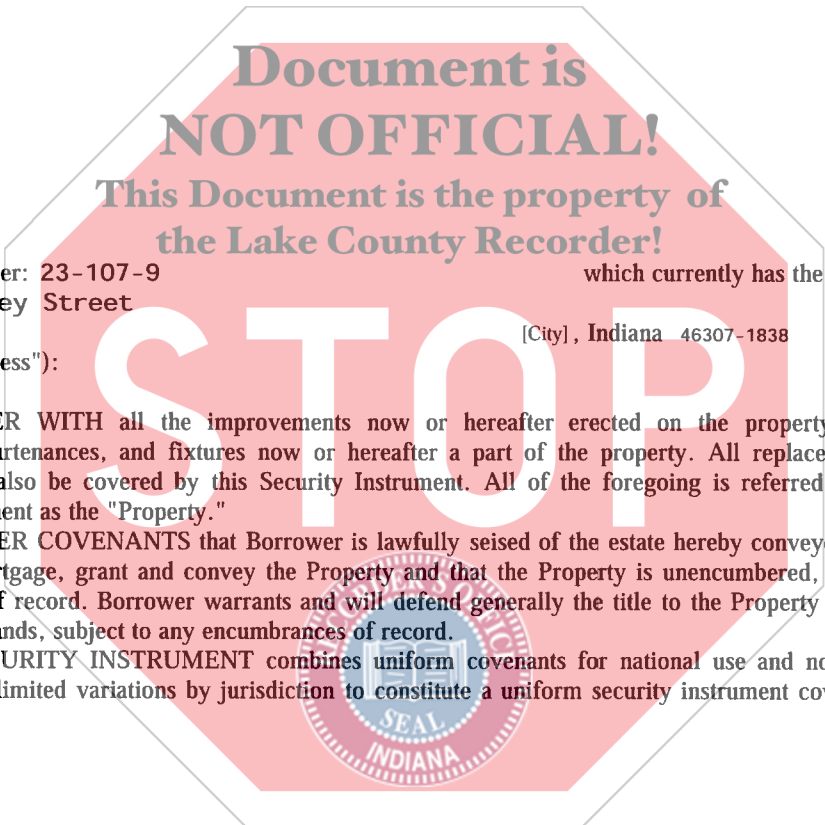 Document is
NOT OFFICIAL!
This Document is the property of
the Lake County Recorder!
er: 23-107-9 which currently has the
ey Street
[City] , Indiana 46307-1838
ess"):
STOP
ER WITH all the improvements now or hereafter erected on the property
rtenances, and fixtures now or hereafter a part of the property. All replace
also be covered by this Security Instrument. All of the foregoing is referred
ent as the "Property."
ER COVENANTS that Borrower is lawfully seised of the estate hereby convey
tgage, grant and convey the Property and that the Property is unencumbered,
f record. Borrower warrants and will defend generally the title to the Property
nds, subject to any encumbrances of record.
URITY INSTRUMENT combines uniform covenants for national use and no
limited variations by jurisdiction to constitute a uniform security instrument cov
RECORDER'S OFFICE
SEAL
INDIANA